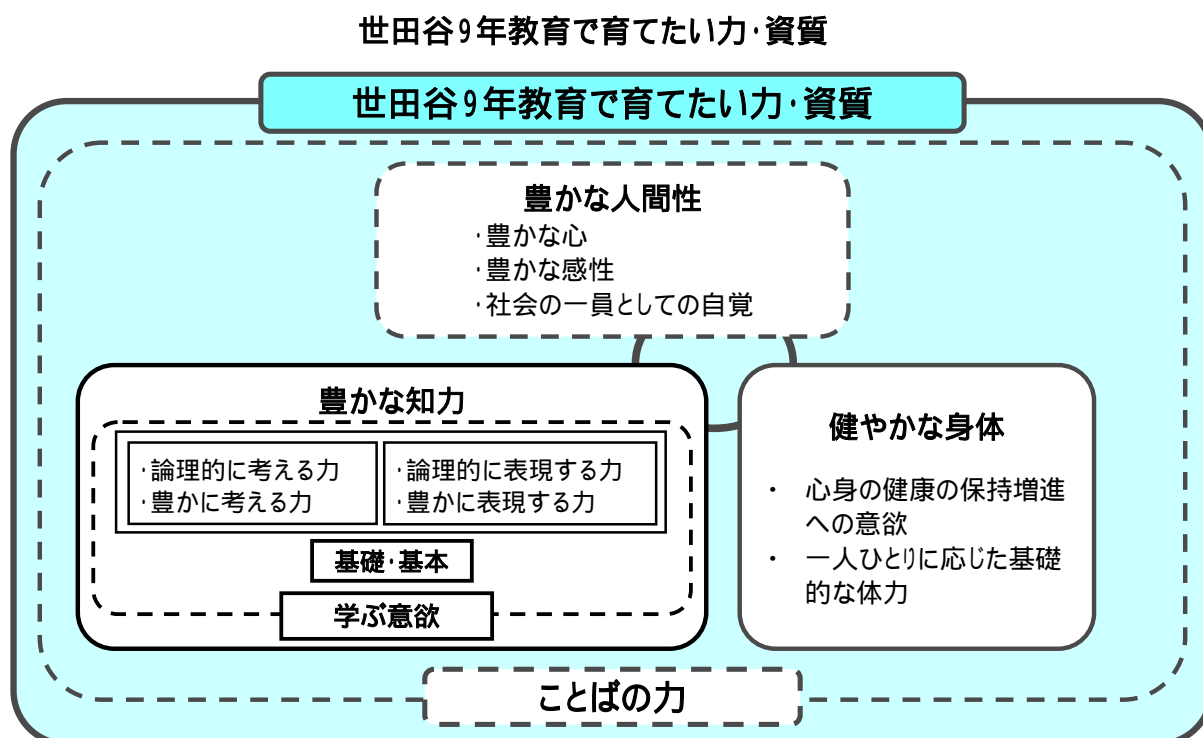 世田谷9年教育で育てたい力・資質
世田谷9年教育で育てたい力・資質
豊かな人間性
・豊かな心
・豊かな感性
・社会の一員としての自覚
豊かな知力
・論理的に考える力
・豊かに考える力
・論理的に表現する力
・豊かに表現する力
基礎・基本
学ぶ意欲
健やかな身体
・ 心身の健康の保持増進
への意欲
・ 一人ひとりに応じた基礎
的な体力
ことばの力